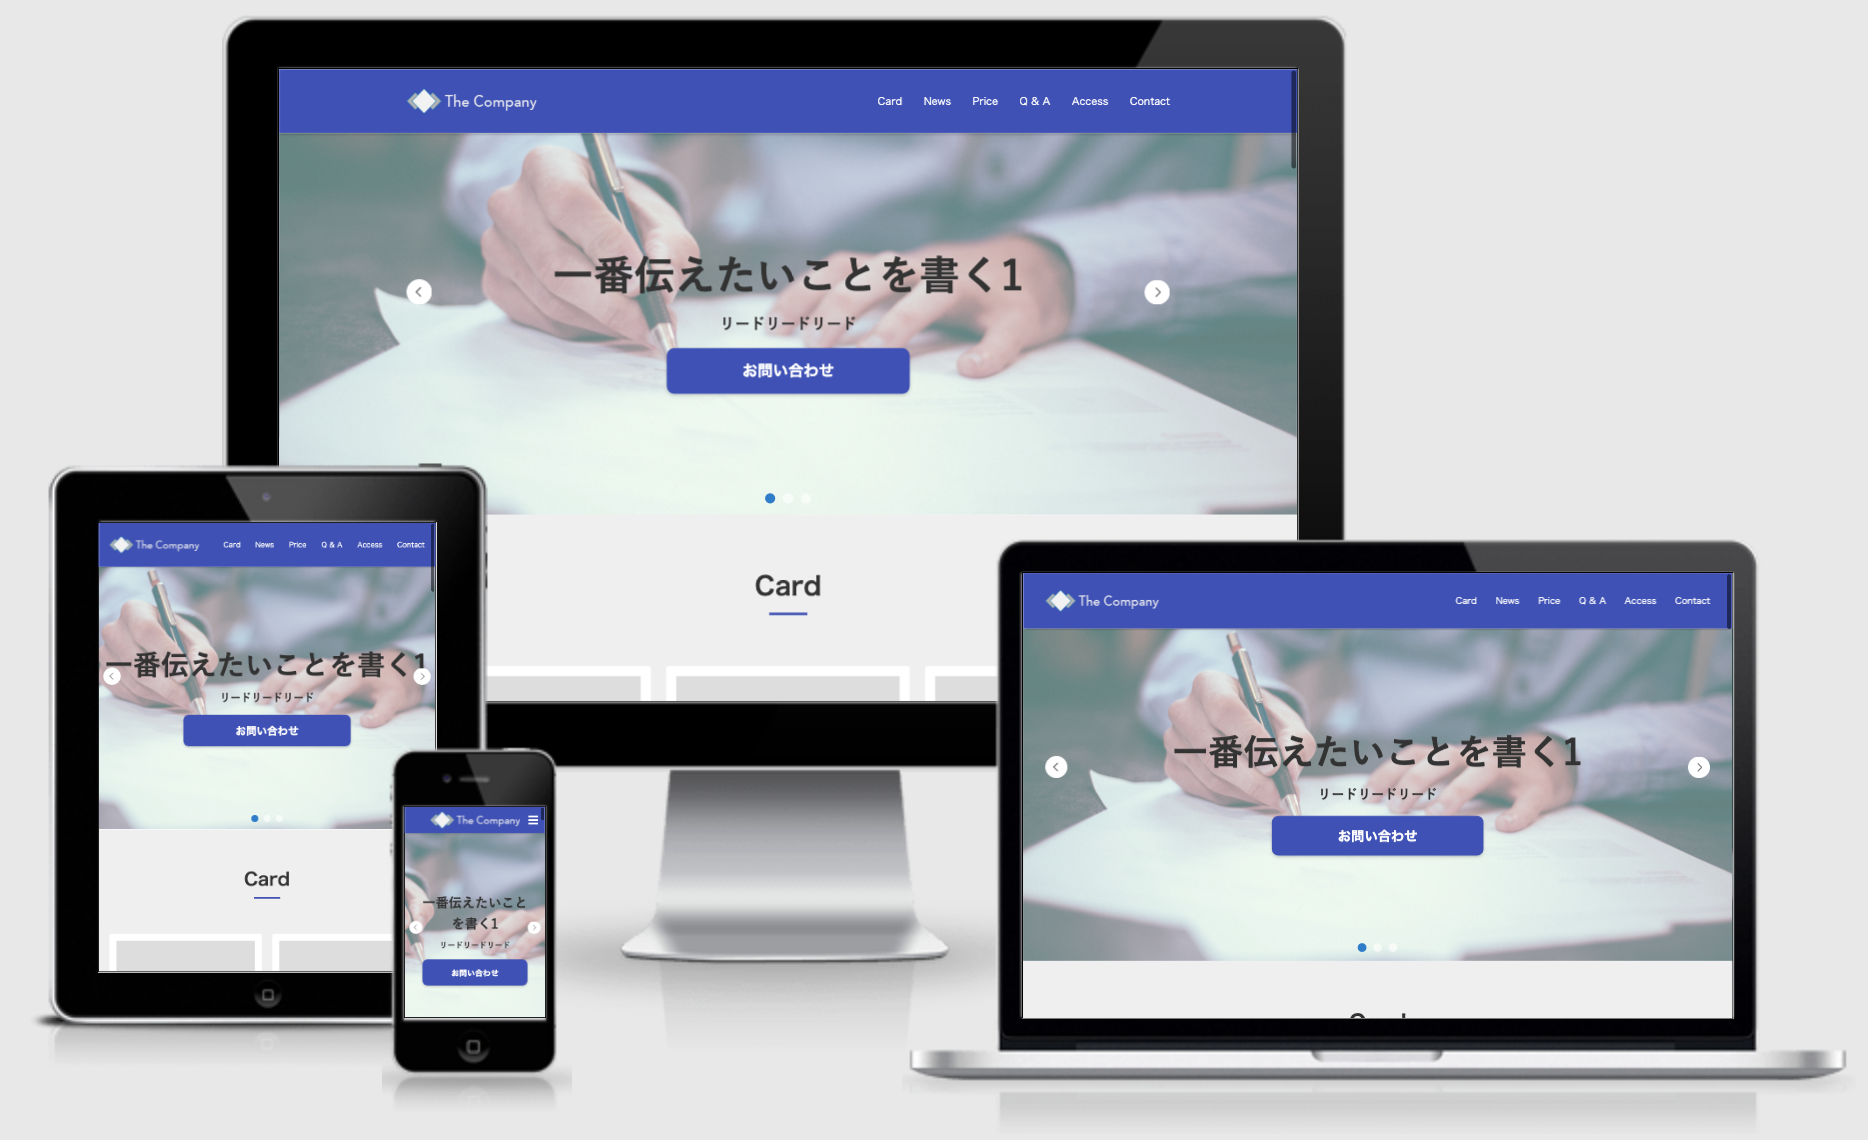 The Company
Card News Price Q & A Access Contact
一番伝えたいことを書く1
リードリードリード
お問い合わせ
Card
The Company Card News Price Q & A Access Contact
一番伝えたいことを書く1
リードリードリード
お問い合わせ
Card
The Company
一番伝えたいこと
を書く1
リードリードリード
お問い合わせ
The Company
Card News Price Q & A Access Contact
一番伝えたいことを書く1
リードリードリード
お問い合わせ